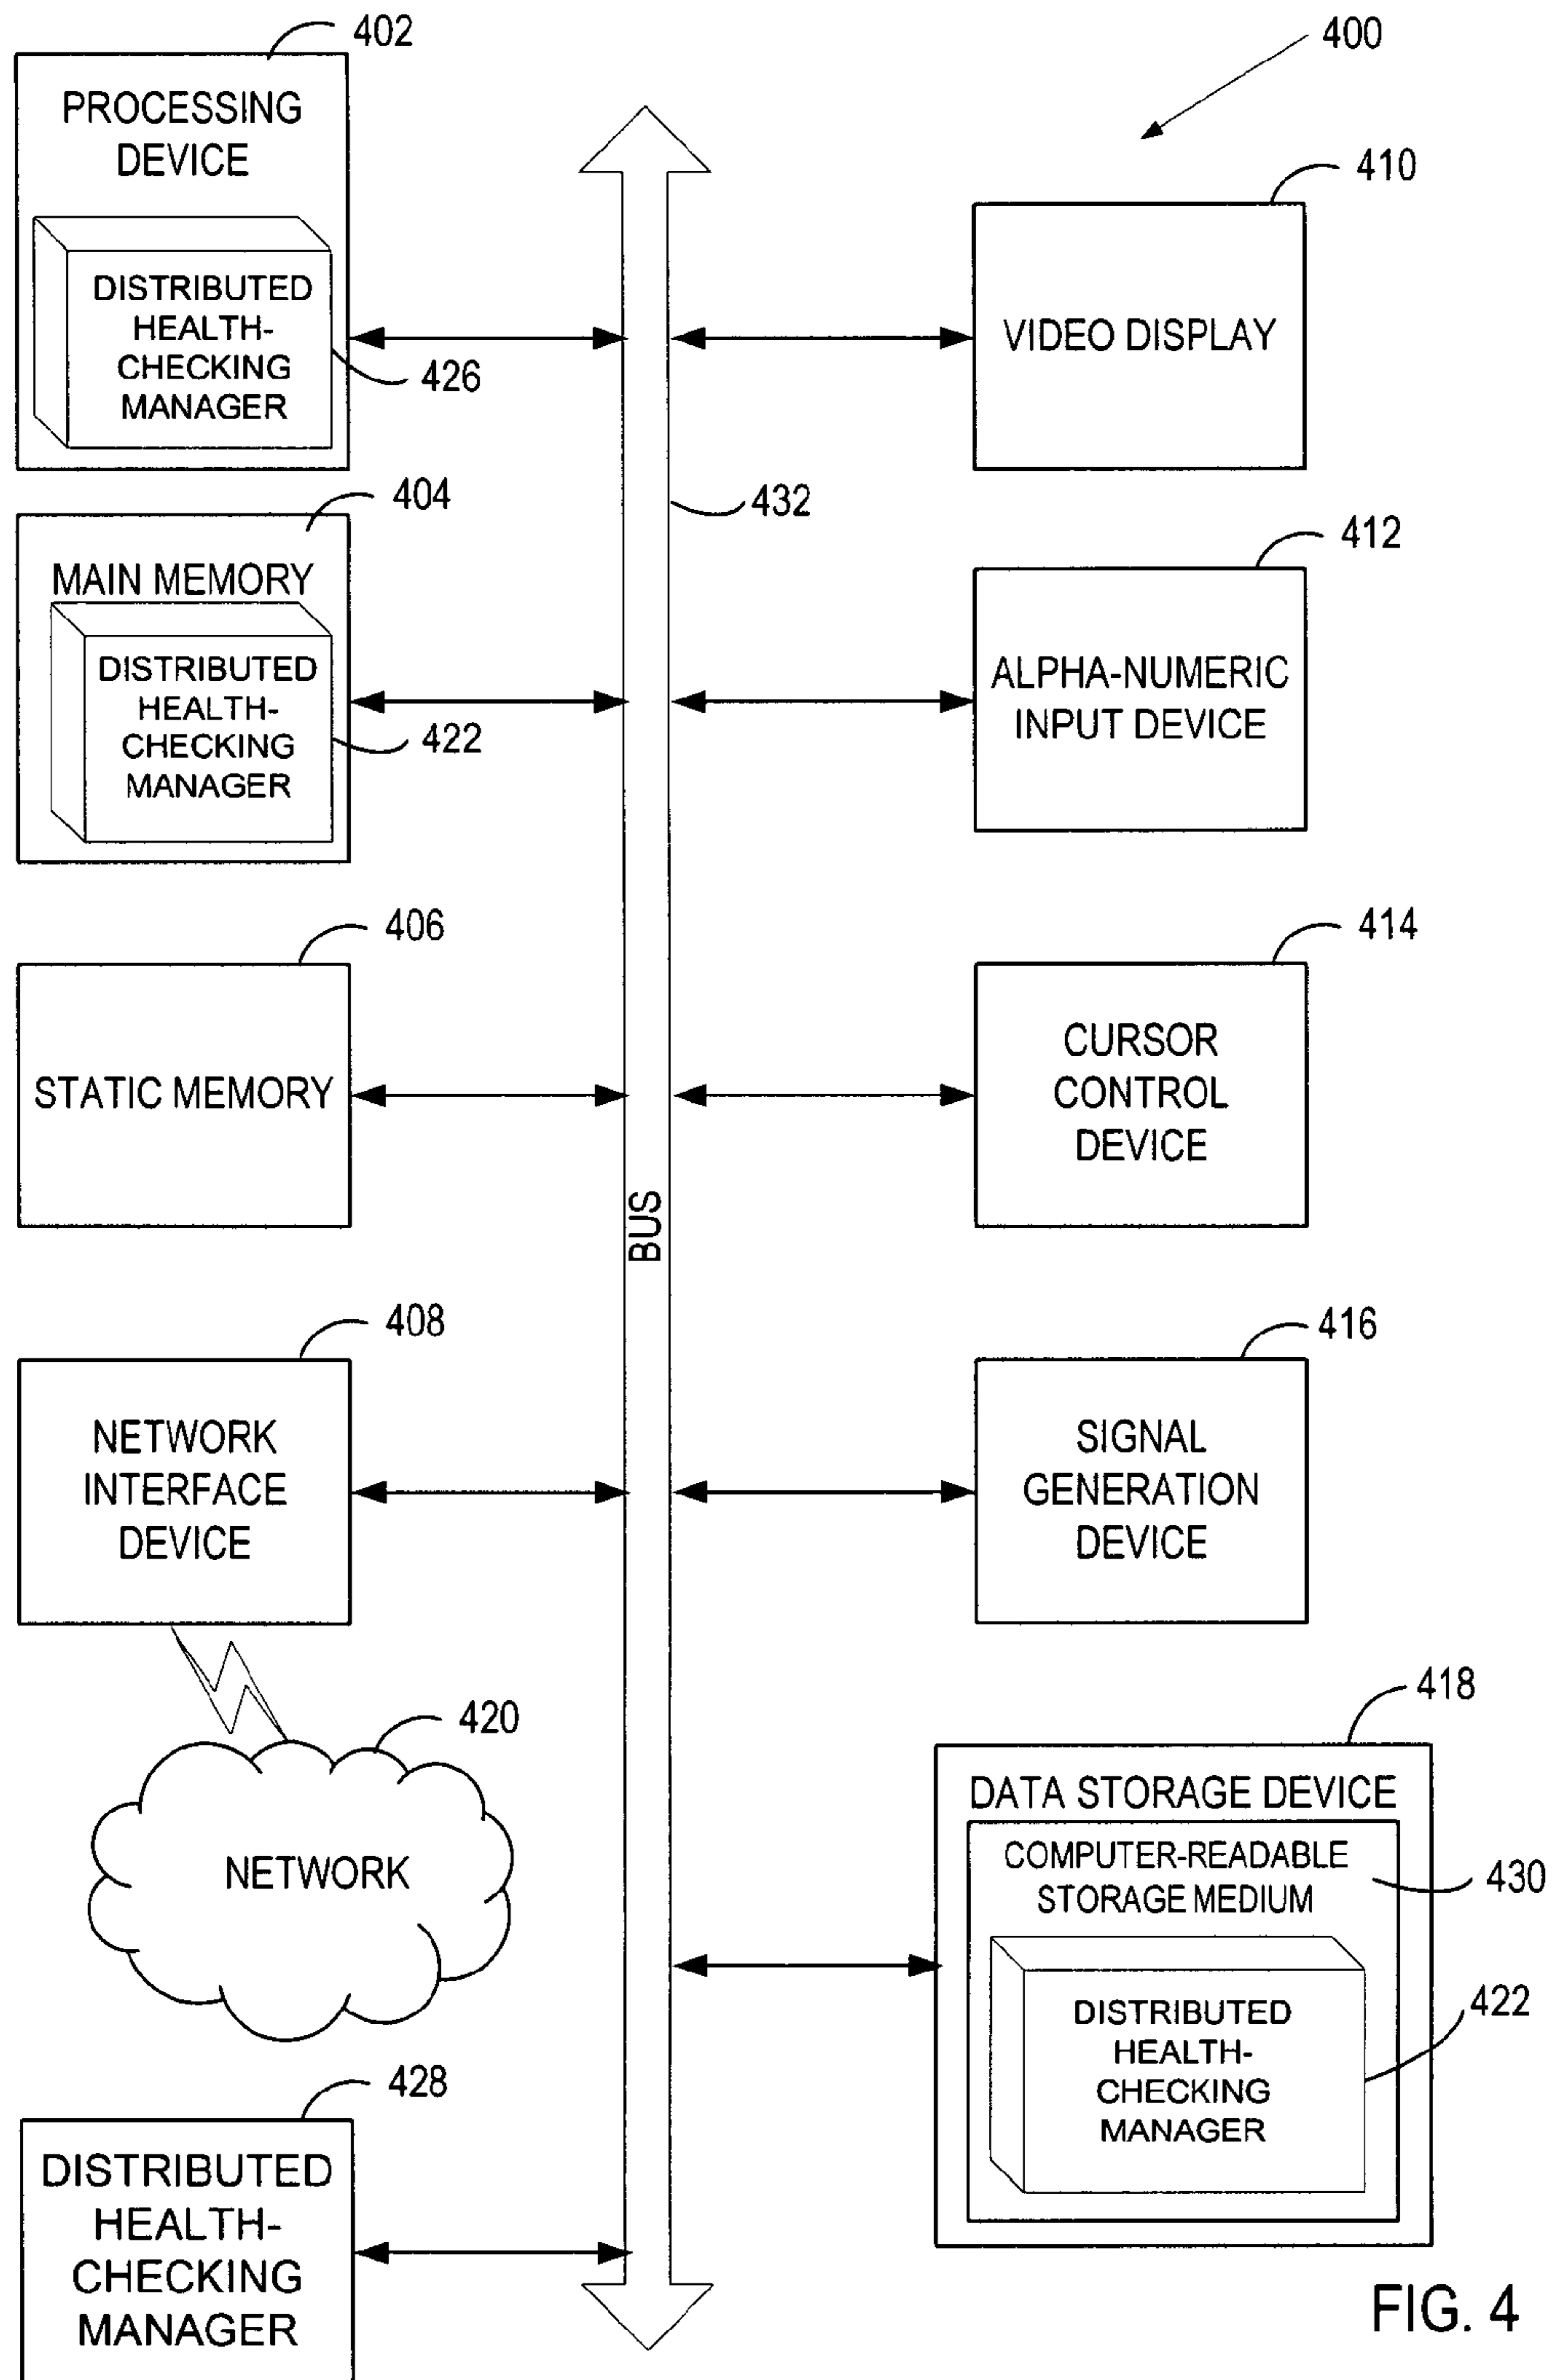 402
PROCESSING
DEVICE
DISTRIBUTED
HEALTH-
CHECKING
MANAGER
426
404
MAIN MEMORY
DISTRIBUTED
HEALTH-
CHECKING
MANAGER
422
406
STATIC MEMORY
408
NETWORK
INTERFACE
DEVICE
420
NETWORK
428
DISTRIBUTED
HEALTH-
CHECKING
MANAGER
432
BUS
400
410
VIDEO DISPLAY
412
ALPHA-NUMERIC
INPUT DEVICE
414
CURSOR
CONTROL
DEVICE
416
SIGNAL
GENERATION
DEVICE
418
DATA STORAGE DEVICE
COMPUTER-READABLE
STORAGE MEDIUM
430
DISTRIBUTED
HEALTH-
CHECKING
MANAGER
422
FIG. 4